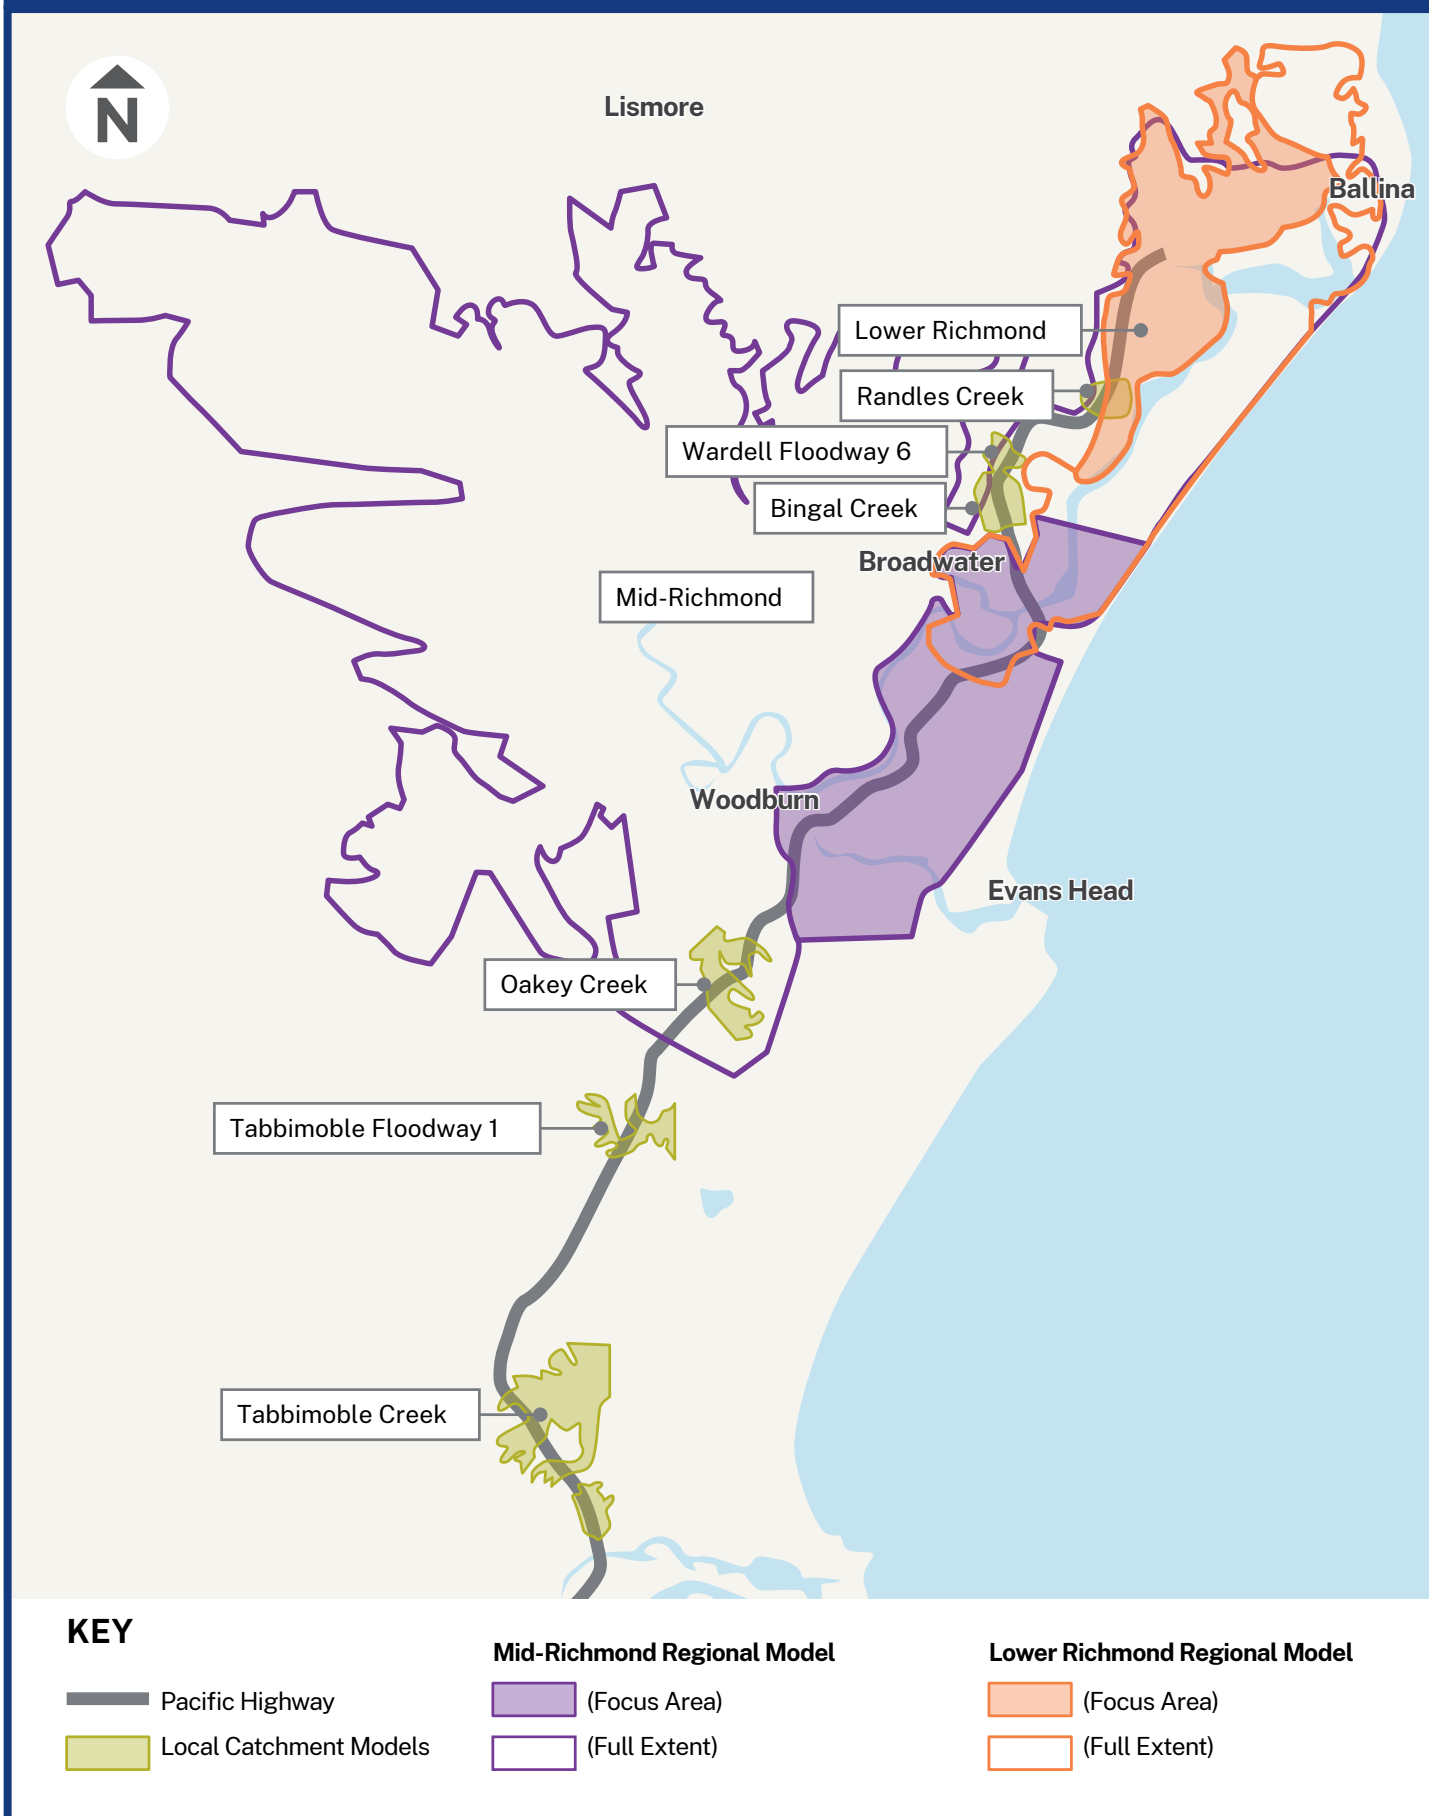 N
Lismore
Ballina
Lower Richmond
Randles Creek
Wardell Floodway 6
Bingal Creek
Broadwater
Mid-Richmond
Woodburn
Evans Head
Oakey Creek
Tabbimoble Floodway 1
Tabbimoble Creek
KEY
Pacific Highway
Local Catchment Models
Mid-Richmond Regional Model
(Focus Area)
(Full Extent)
Lower Richmond Regional Model
(Focus Area)
(Full Extent)